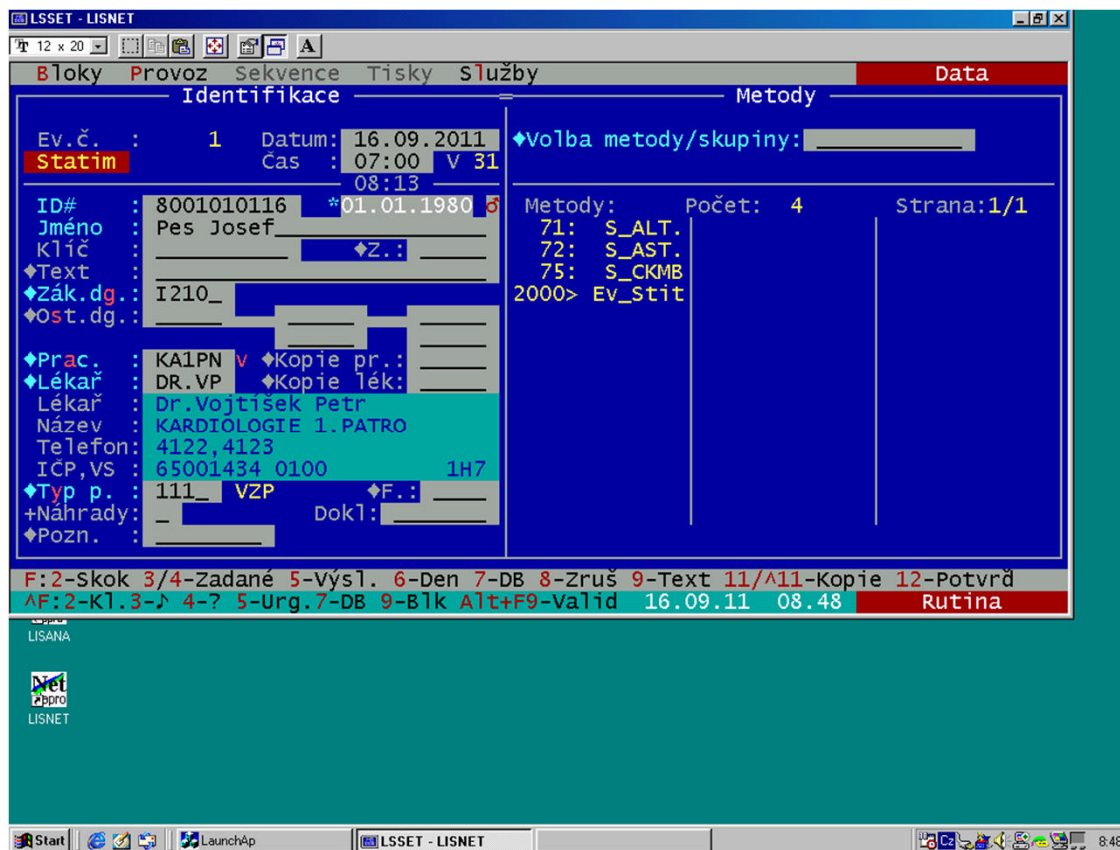 LSSET - LISNET
12 x 20
Bloky Provoz Sekvence Tisky Služby Data
Identifikace
Ev.č. : 1 Datum: 16.09.2011
Statim Čas : 07:00 V 31
08:13
ID# : 8001010116 *01.01.1980 ♂
Jméno : Pes Josef
Klíč : ◆Z.:
◆Text :
◆Zák.dg.: I210_
◆Ost.dg.:
◆Prac. : KA1PN v ◆Kopie pr.:
◆Lékař : DR.VP ◆Kopie lék:
Lékař : Dr.Vojtíšek Petr
Název : KARDIOLOGIE 1.PATRO
Telefon: 4122,4123
IČP,VS : 65001434 0100 1H7
◆Typ p. : 111_ VZP ◆F.:
+Náhrady: _ Dokl:
◆Pozn. :
Metody
◆Volba metody/skupiny:
Metody: Počet: 4 Strana:1/1
71: S_ALT.
72: S_AST.
75: S_CKMB
2000> Ev_Stit
F:2-Skok 3/4-Zadané 5-Výsl. 6-Den 7-DB 8-Zruš 9-Text 11/^11-Kopie 12-Potvrď
^F:2-Kl.3-♪ 4-? 5-Urg.7-DB 9-Blk Alt+F9-Valid 16.09.11 08.48 Rutina
LISANA
Net
appro
LISNET
Start LaunchAp LSSET - LISNET Cz